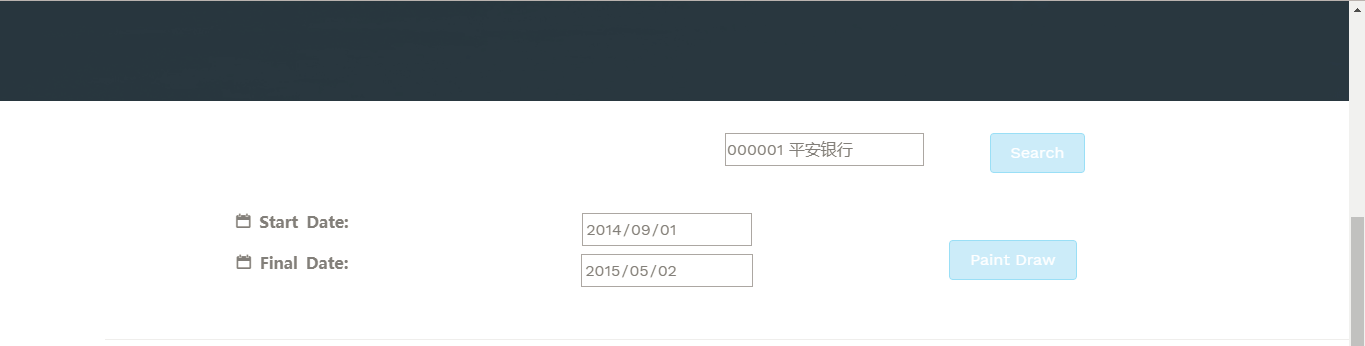 000001 平安银行
Search
Start Date:
2014/09/01
Final Date:
2015/05/02
Paint Draw